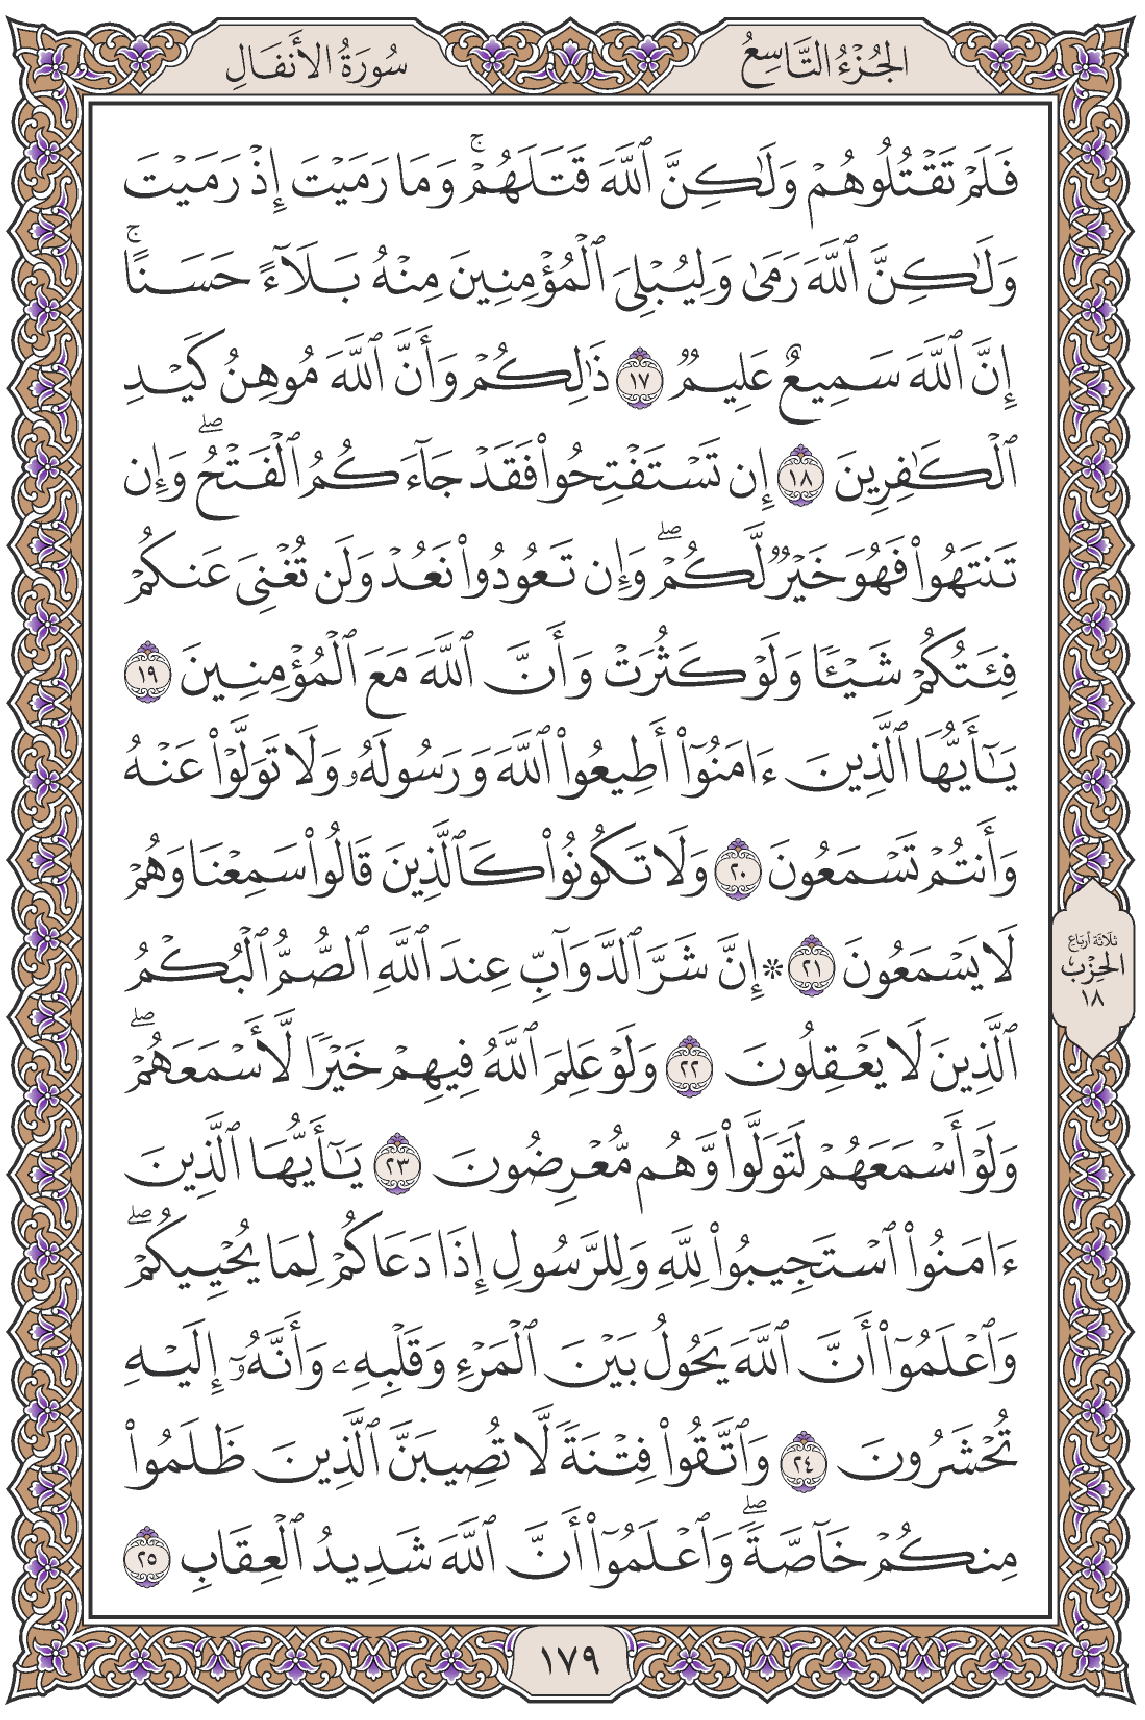 الجُزْءُ التَّاسِعُ
سُورَةُ الأَنفَالِ
فَلَمْ تَقْتُلُوهُمْ وَلَٰكِنَّ ٱللَّهَ قَتَلَهُمْۚ وَمَا رَمَيْتَ إِذْ رَمَيْتَ
وَلَٰكِنَّ ٱللَّهَ رَمَىٰ وَلِيُبْلِيَ ٱلْمُؤْمِنِينَ مِنْهُ بَلَآءً حَسَنًاۚ
إِنَّ ٱللَّهَ سَمِيعٌ عَلِيمٌ ١٧ ذَٰلِكُمْ وَأَنَّ ٱللَّهَ مُوهِنُ كَيْدِ
ٱلْكَٰفِرِينَ ١٨ إِن تَسْتَفْتِحُوا۟ فَقَدْ جَآءَكُمُ ٱلْفَتْحُۖ وَإِن
تَنتَهُوا۟ فَهُوَ خَيْرٌ لَّكُمْۖ وَإِن تَعُودُوا۟ نَعُدْ وَلَن تُغْنِيَ عَنكُمْ
فِئَتُكُمْ شَيْـًٔا وَلَوْ كَثُرَتْ وَأَنَّ ٱللَّهَ مَعَ ٱلْمُؤْمِنِينَ ١٩
يَٰٓأَيُّهَا ٱلَّذِينَ ءَامَنُوٓا۟ أَطِيعُوا۟ ٱللَّهَ وَرَسُولَهُۥ وَلَا تَوَلَّوْا۟ عَنْهُ
وَأَنتُمْ تَسْمَعُونَ ٢٠ وَلَا تَكُونُوا۟ كَٱلَّذِينَ قَالُوا۟ سَمِعْنَا وَهُمْ
لَا يَسْمَعُونَ ٢١ ۞ إِنَّ شَرَّ ٱلدَّوَآبِّ عِندَ ٱللَّهِ ٱلصُّمُّ ٱلْبُكْمُ
ٱلَّذِينَ لَا يَعْقِلُونَ ٢٢ وَلَوْ عَلِمَ ٱللَّهُ فِيهِمْ خَيْرًا لَّأَسْمَعَهُمْۖ
وَلَوْ أَسْمَعَهُمْ لَتَوَلَّوا۟ وَّهُم مُّعْرِضُونَ ٢٣ يَٰٓأَيُّهَا ٱلَّذِينَ
ءَامَنُوا۟ ٱسْتَجِيبُوا۟ لِلَّهِ وَلِلرَّسُولِ إِذَا دَعَاكُمْ لِمَا يُحْيِيكُمْۖ
وَٱعْلَمُوٓا۟ أَنَّ ٱللَّهَ يَحُولُ بَيْنَ ٱلْمَرْءِ وَقَلْبِهِۦ وَأَنَّهُۥٓ إِلَيْهِ
تُحْشَرُونَ ٢٤ وَٱتَّقُوا۟ فِتْنَةً لَّا تُصِيبَنَّ ٱلَّذِينَ ظَلَمُوا۟
مِنكُمْ خَآصَّةًۖ وَٱعْلَمُوٓا۟ أَنَّ ٱللَّهَ شَدِيدُ ٱلْعِقَابِ ٢٥
ثلاثة أرباع
الحِزْب
١٨
١٧٩